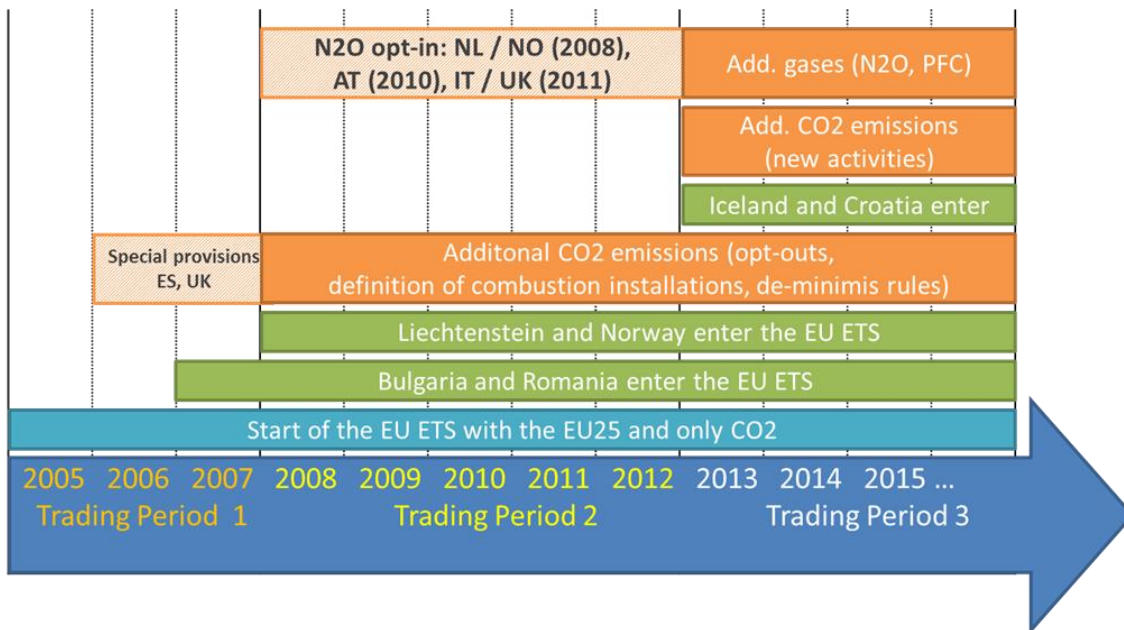 N2O opt-in: NL / NO (2008),
AT (2010), IT / UK (2011)
Add. gases (N2O, PFC)
Add. CO2 emissions
(new activities)
Iceland and Croatia enter
Special provisions
ES, UK
Additonal CO2 emissions (opt-outs,
definition of combustion installations, de-minimis rules)
Liechtenstein and Norway enter the EU ETS
Bulgaria and Romania enter the EU ETS
Start of the EU ETS with the EU25 and only CO2
2005 2006 2007 2008 2009 2010 2011 2012 2013 2014 2015 ...
Trading Period 1 Trading Period 2 Trading Period 3